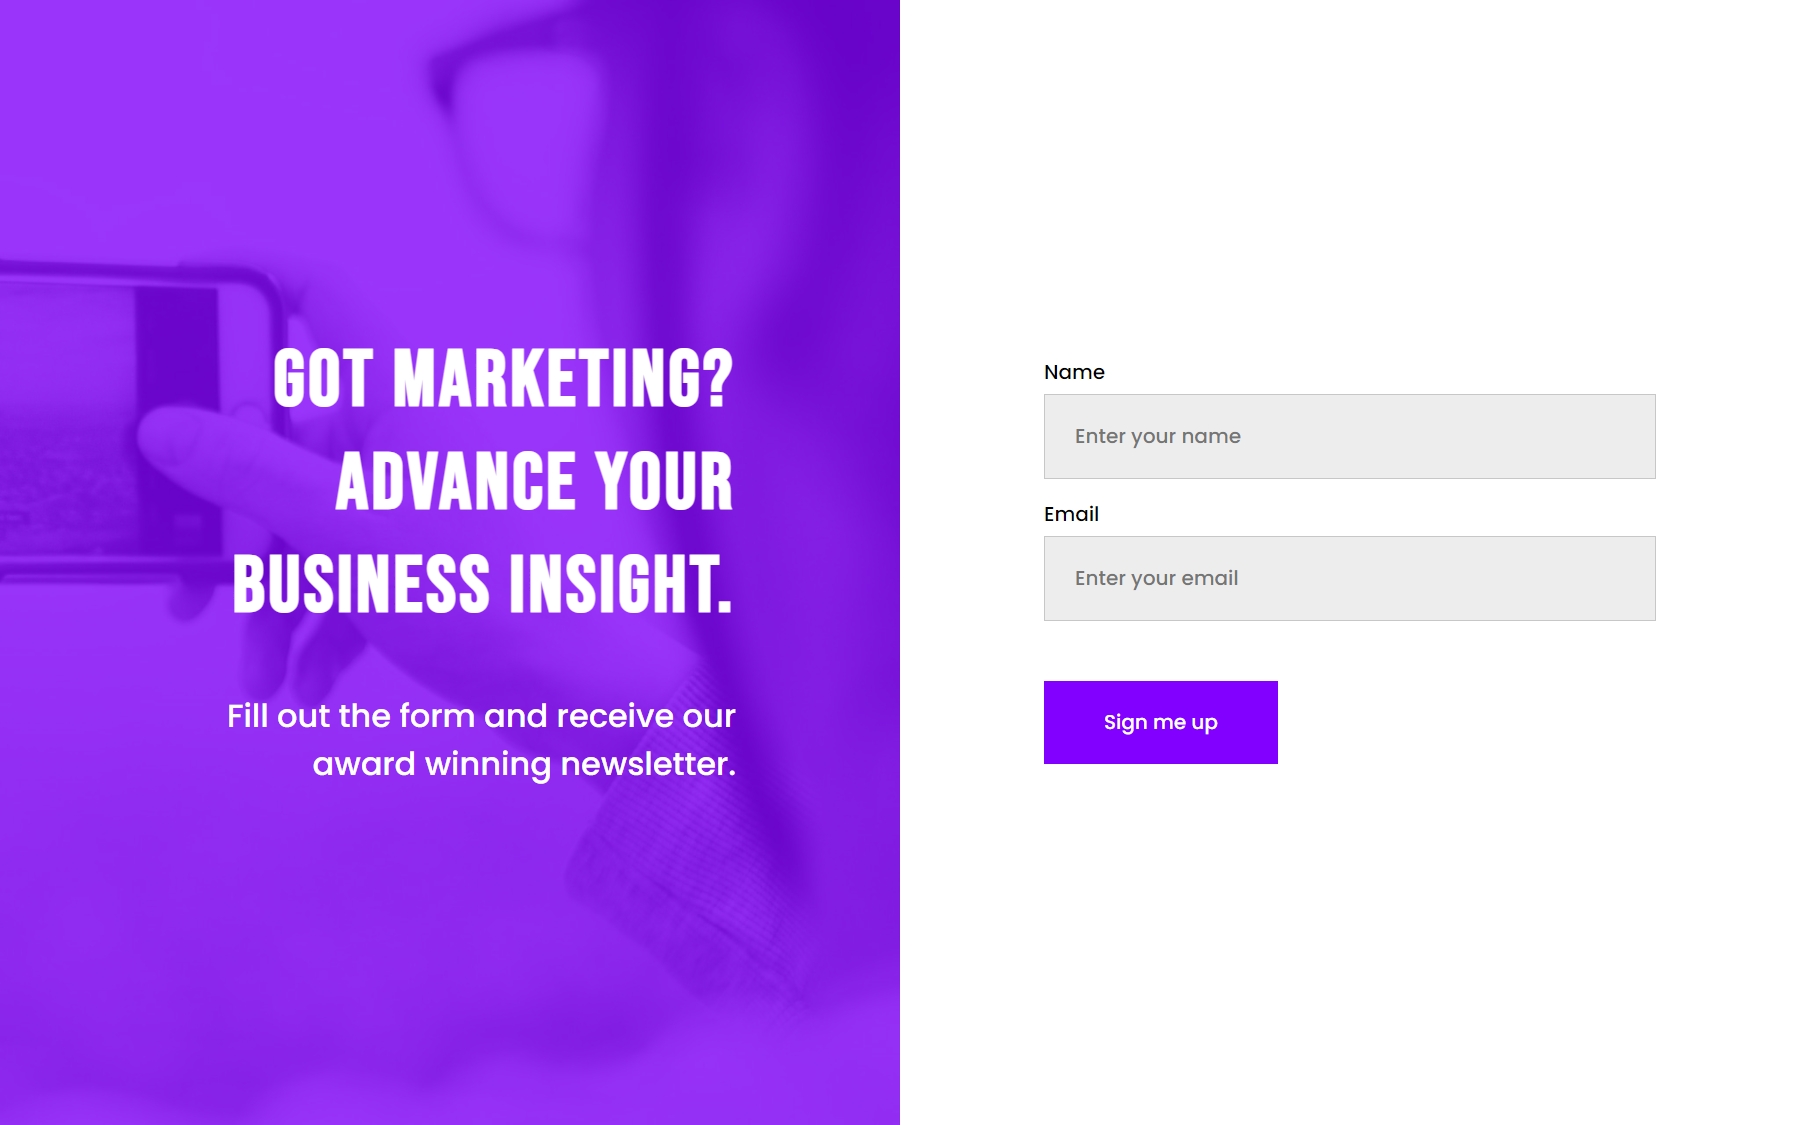 GOT MARKETING?
ADVANCE YOUR
BUSINESS INSIGHT.
Fill out the form and receive our
award winning newsletter.
Name
Enter your name
Email
Enter your email
Sign me up